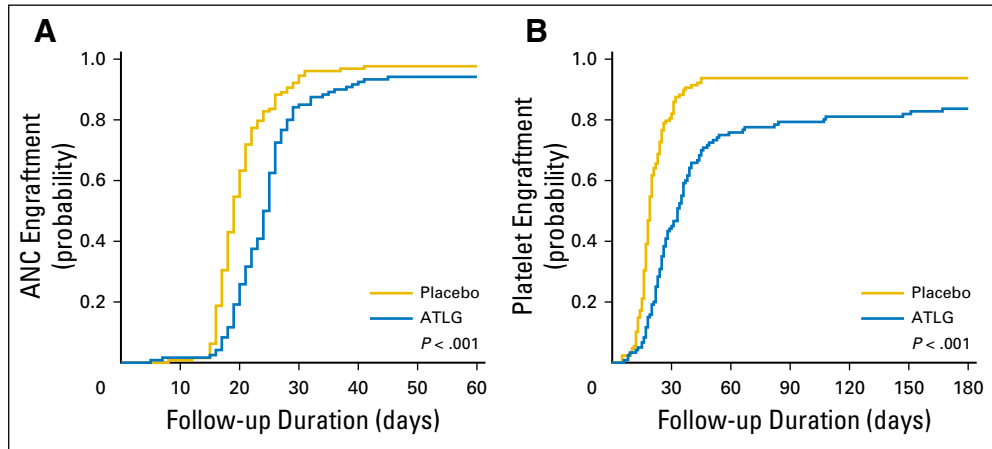 A
ANC Engraftment
(probability)
1.0
0.8
0.6
0.4
0.2
0
10
20
30
40
50
60
Follow-up Duration (days)
Placebo
ATLG
P < .001
B
Platelet Engraftment
(probability)
1.0
0.8
0.6
0.4
0.2
0
30
60
90
120
150
180
Follow-up Duration (days)
Placebo
ATLG
P < .001